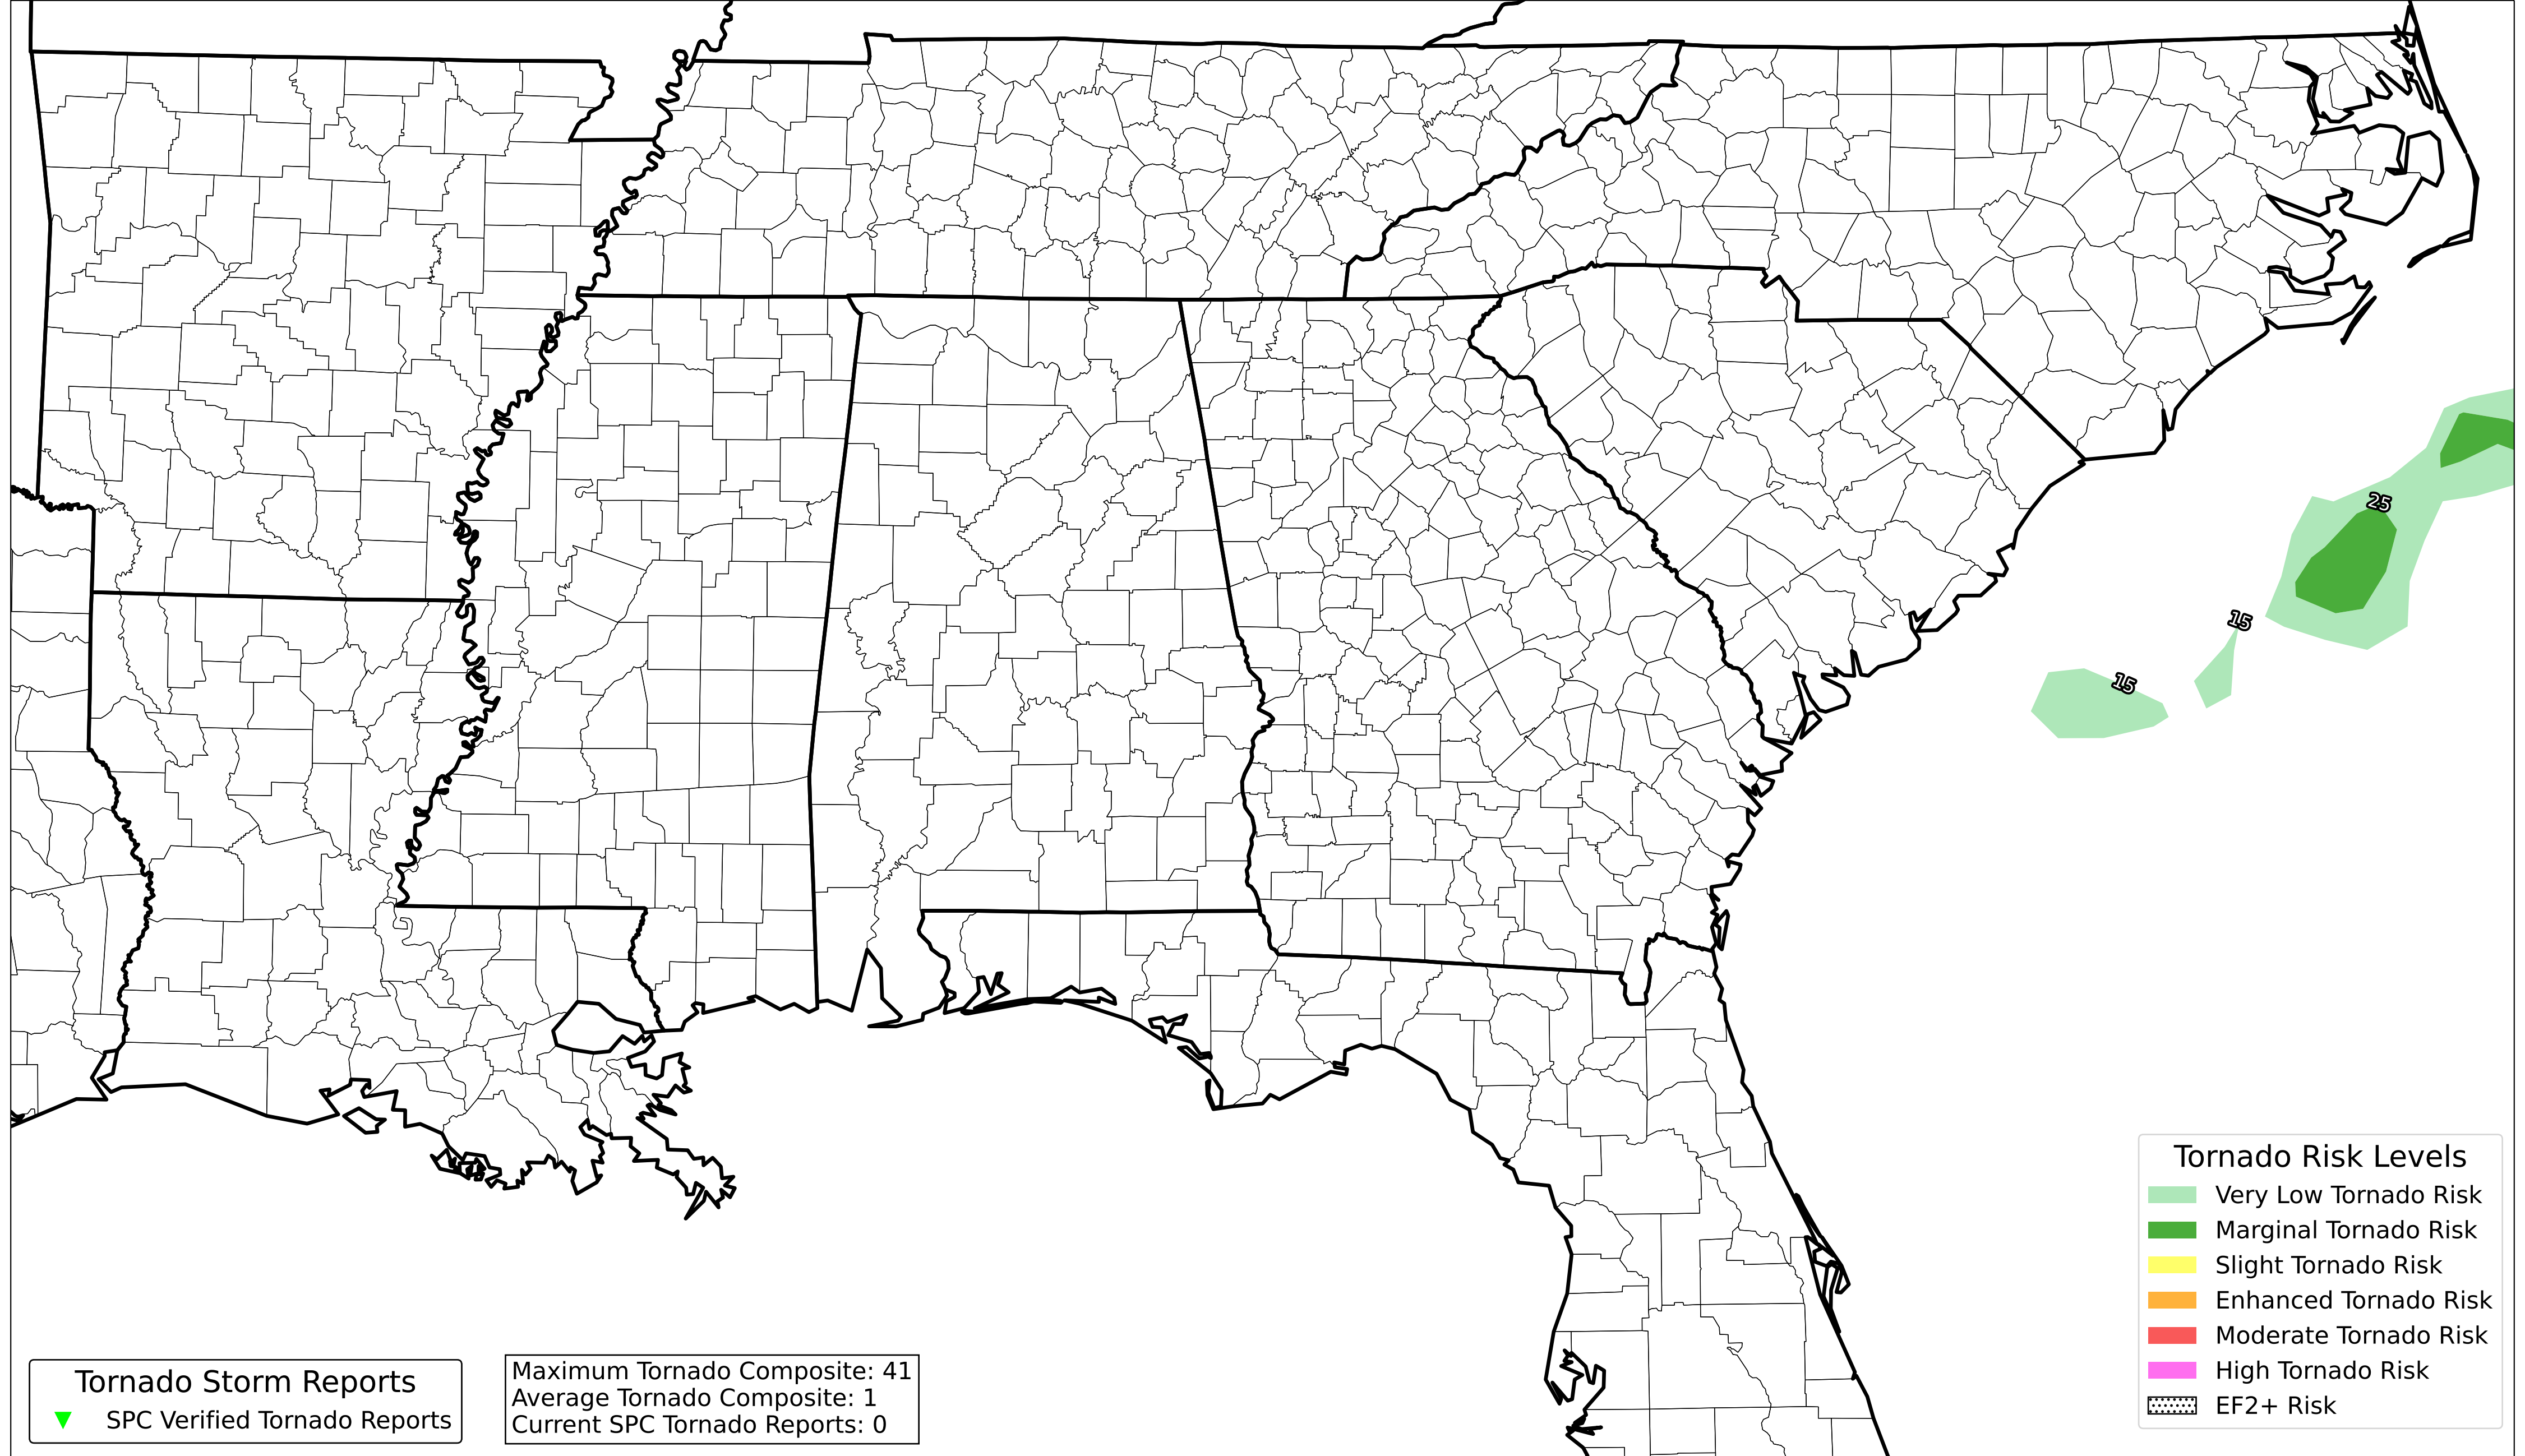 25
15
15
Tornado Risk Levels
Very Low Tornado Risk
Marginal Tornado Risk
Slight Tornado Risk
Enhanced Tornado Risk
Moderate Tornado Risk
High Tornado Risk
EF2+ Risk
Tornado Storm Reports
SPC Verified Tornado Reports
Maximum Tornado Composite: 41
Average Tornado Composite: 1
Current SPC Tornado Reports: 0